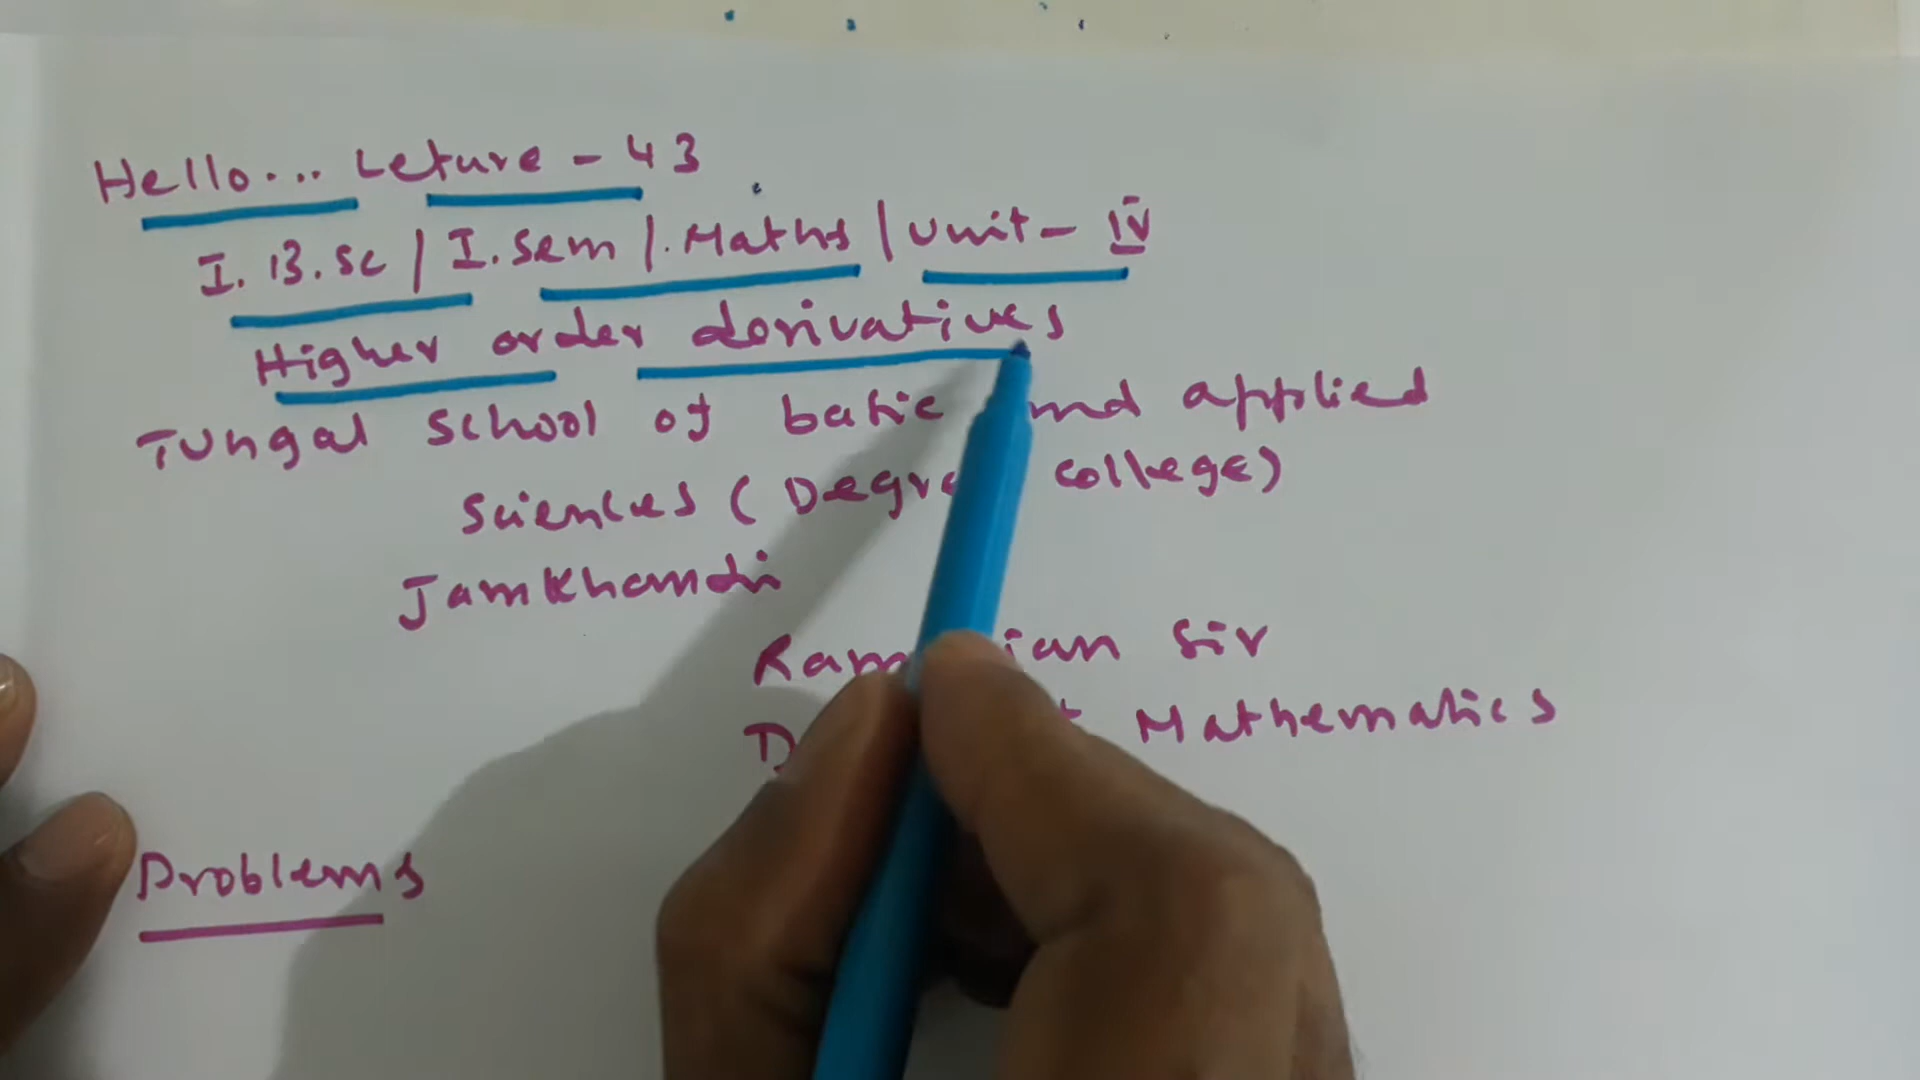 Hello... Leture - 43
I. B.Sc / I. Sem /. Maths / Unit - IV
Higher order derivatives
Tungal School of basic and applied
Sciences ( Degree college)
Jamkhandi
Sir
Mathematics
Problems